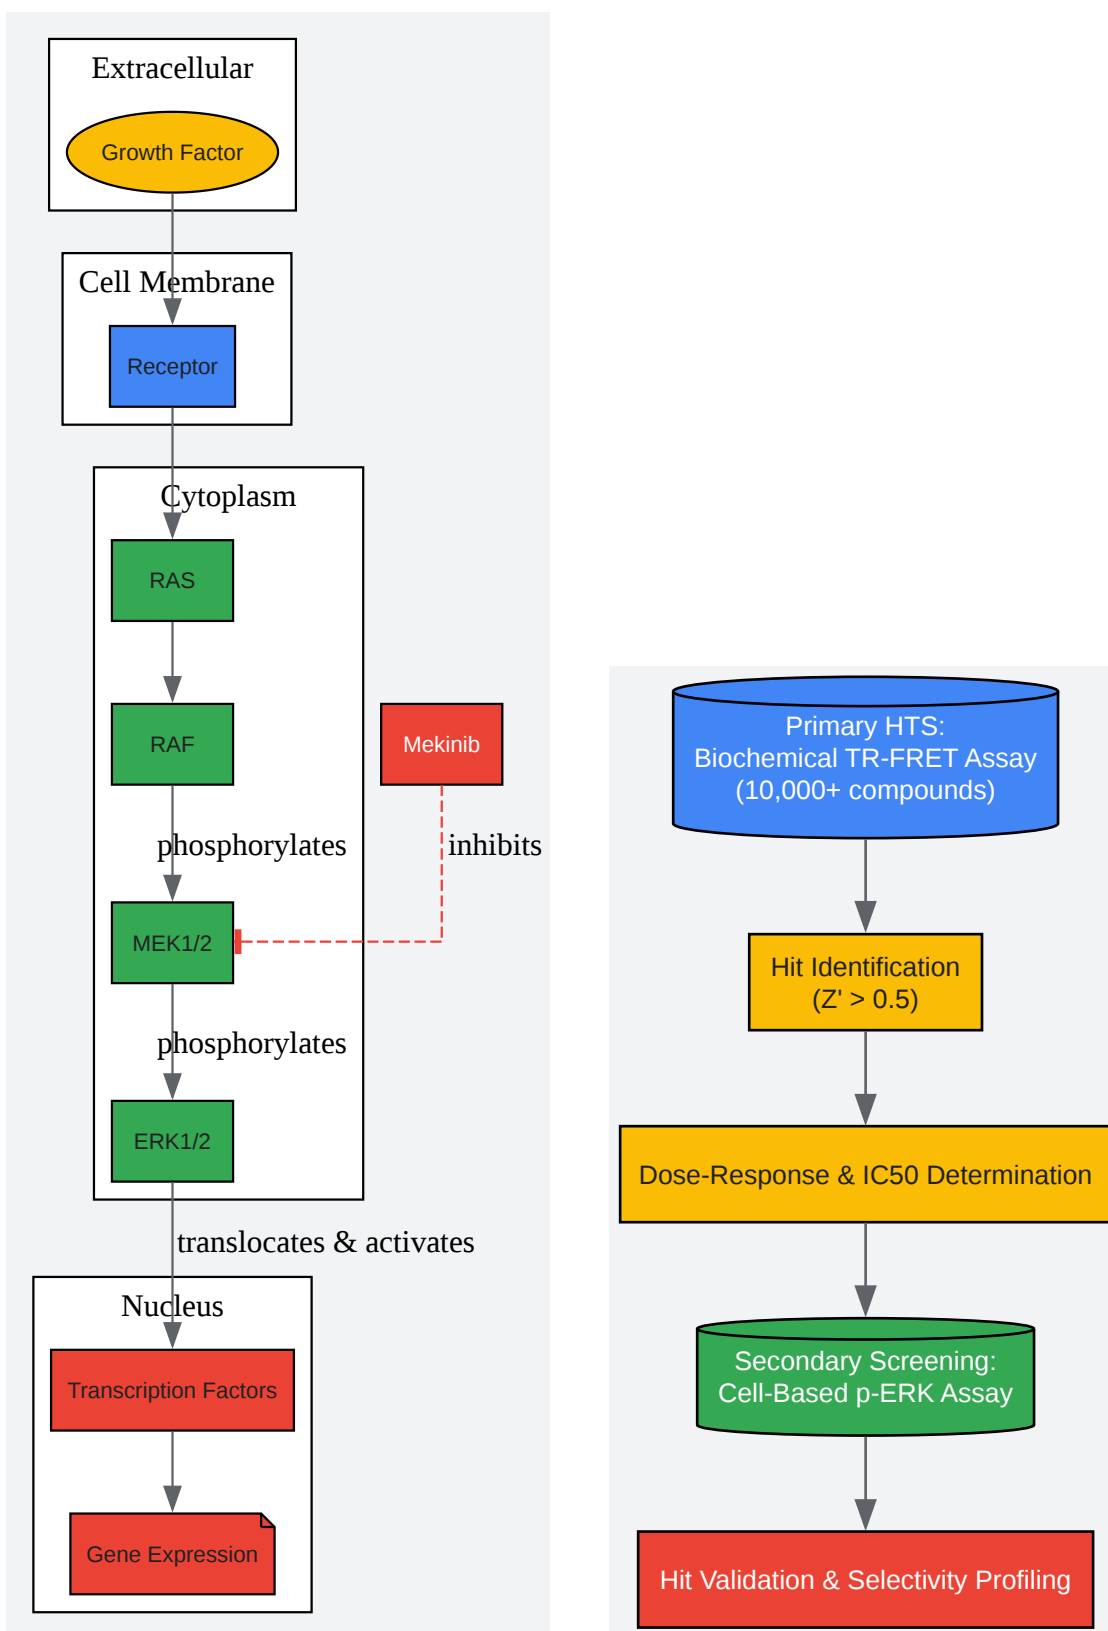 Extracellular
Growth Factor
Cell Membrane
Receptor
Cytoplasm
RAS
RAF
Mekinib
phosphorylates
inhibits
MEK1/2
phosphorylates
ERK1/2
translocates & activates
Nucleus
Transcription Factors
Gene Expression
Primary HTS:
Biochemical TR-FRET Assay
(10,000+ compounds)
Hit Identification
(Z' > 0.5)
Dose-Response & IC50 Determination
Secondary Screening:
Cell-Based p-ERK Assay
Hit Validation & Selectivity Profiling